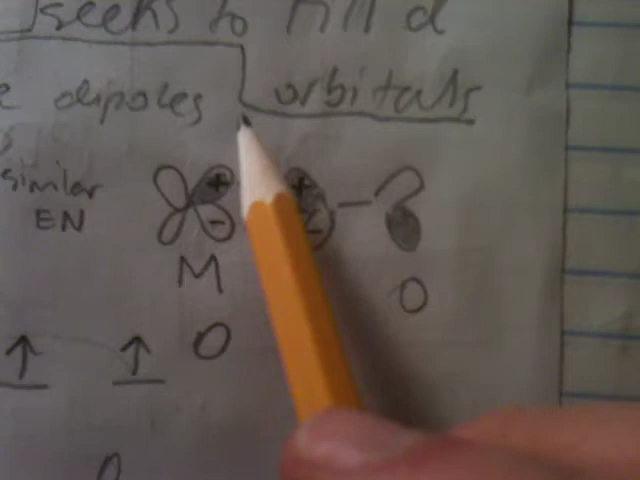 seeks to fill d
dipoles orbitals
similar
EN
+ +
- -
M
O
O